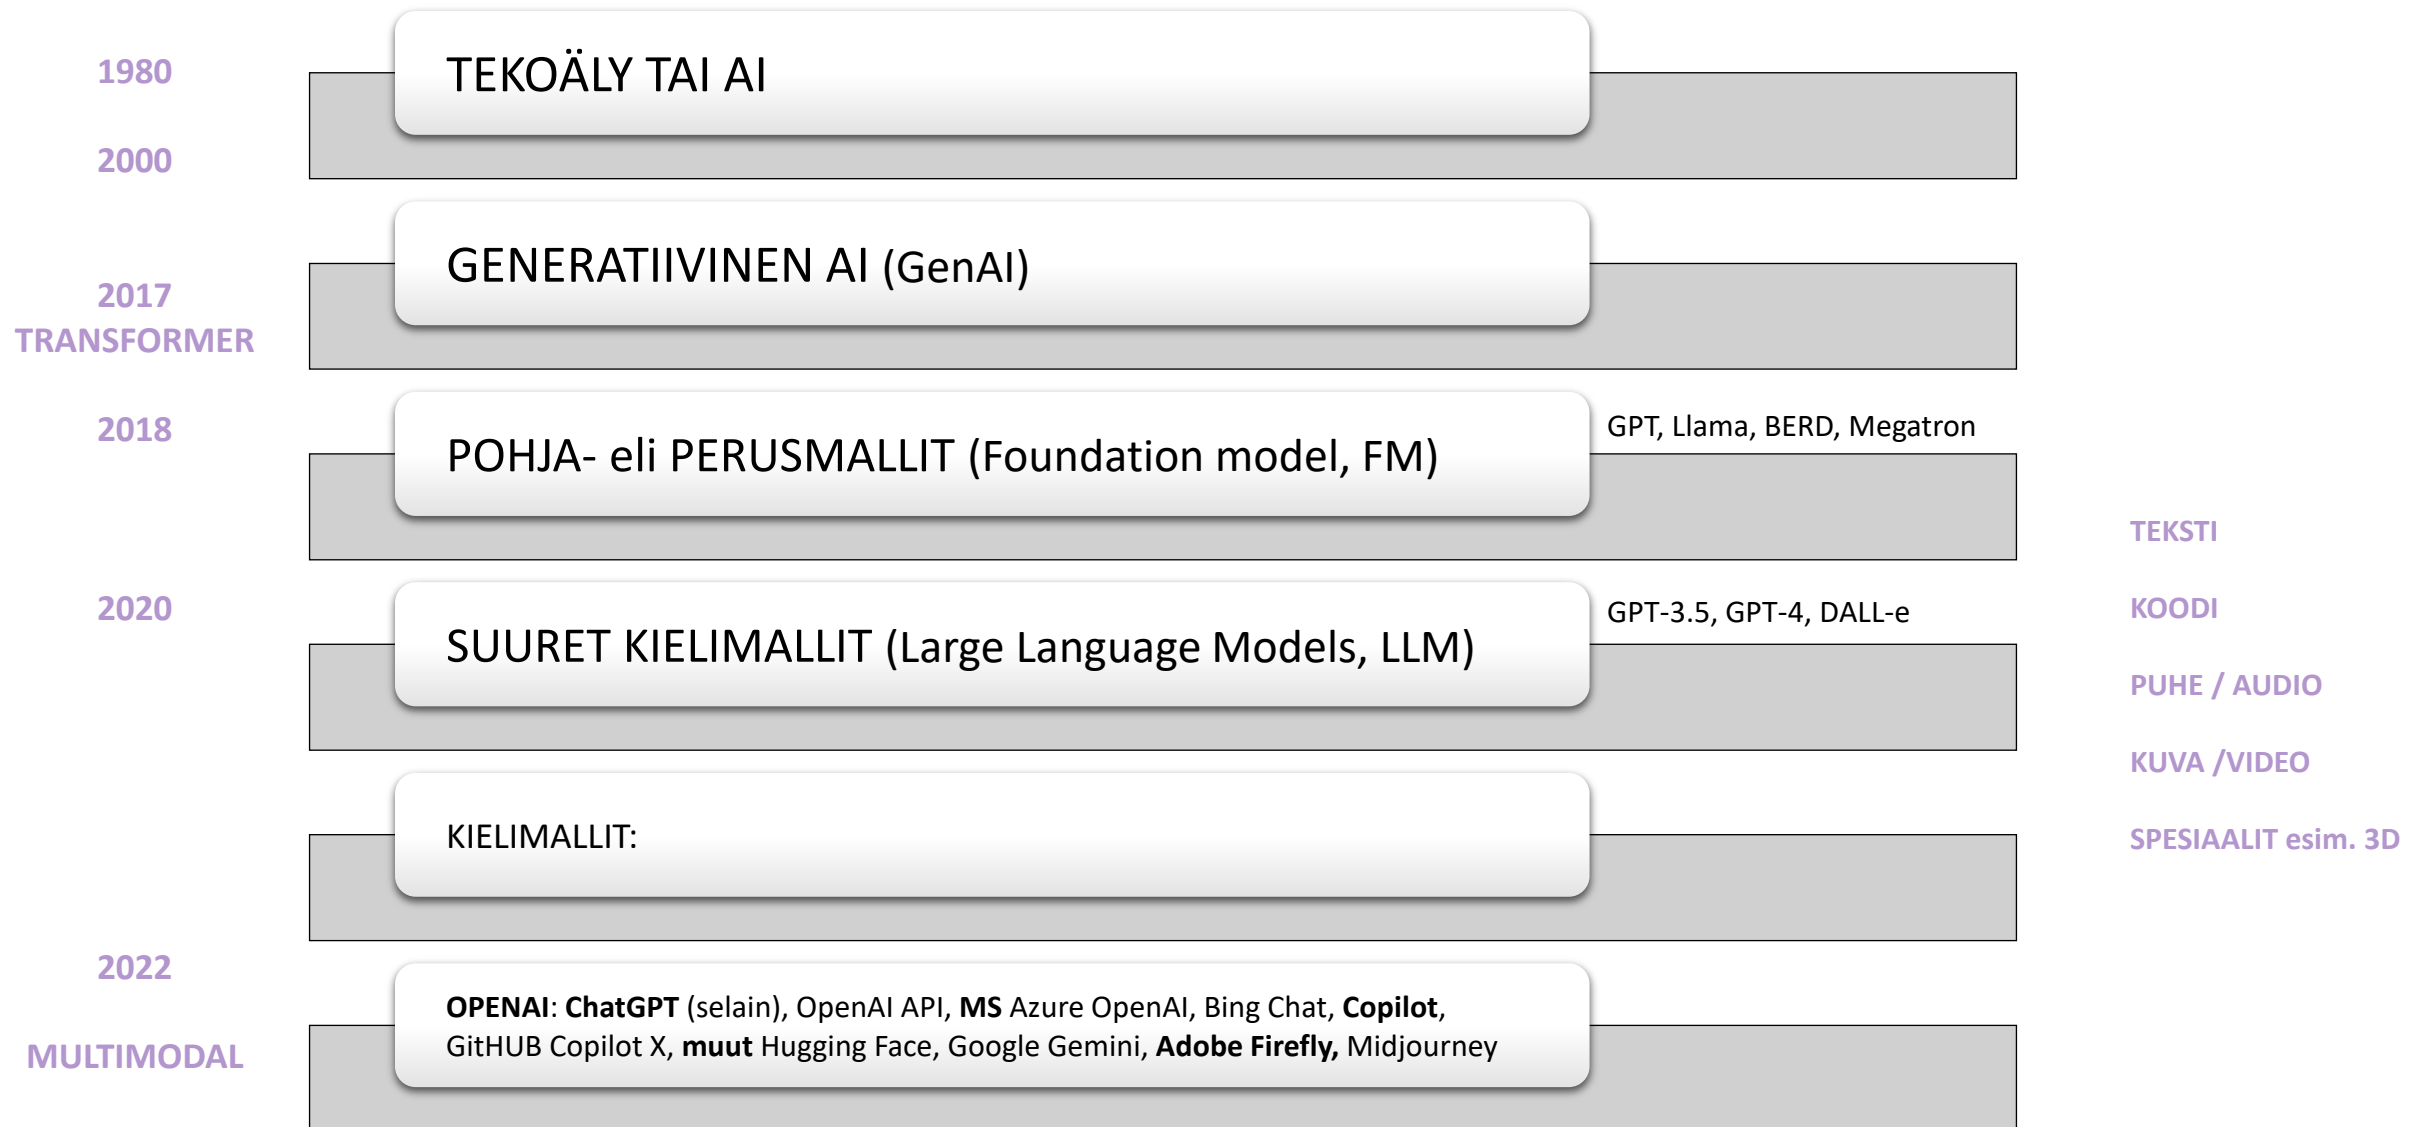 1980
TEKOÄLY TAI AI
2000
GENERATIIVINEN AI (GenAI)
2017
TRANSFORMER
2018
POHJA- eli PERUSMALLIT (Foundation model, FM)
GPT, Llama, BERD, Megatron
2020
SUURET KIELIMALLIT (Large Language Models, LLM)
GPT-3.5, GPT-4, DALL-e
KIELIMALLIT:
2022
MULTIMODAL
OPENAI: ChatGPT (selain), OpenAI API, MS Azure OpenAI, Bing Chat, Copilot,
GitHUB Copilot X, muut Hugging Face, Google Gemini, Adobe Firefly, Midjourney
TEKSTI
KOODI
PUHE / AUDIO
KUVA /VIDEO
SPESIAALIT esim. 3D